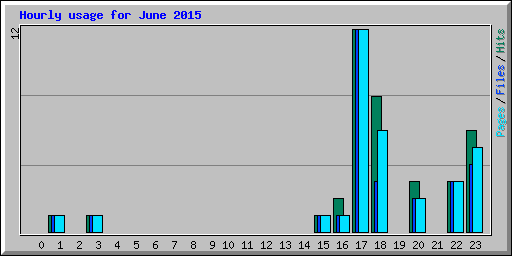 Hourly usage for June 2015
12
Pages/Files/Hits
0 1 2 3 4 5 6 7 8 9 10 11 12 13 14 15 16 17 18 19 20 21 22 23